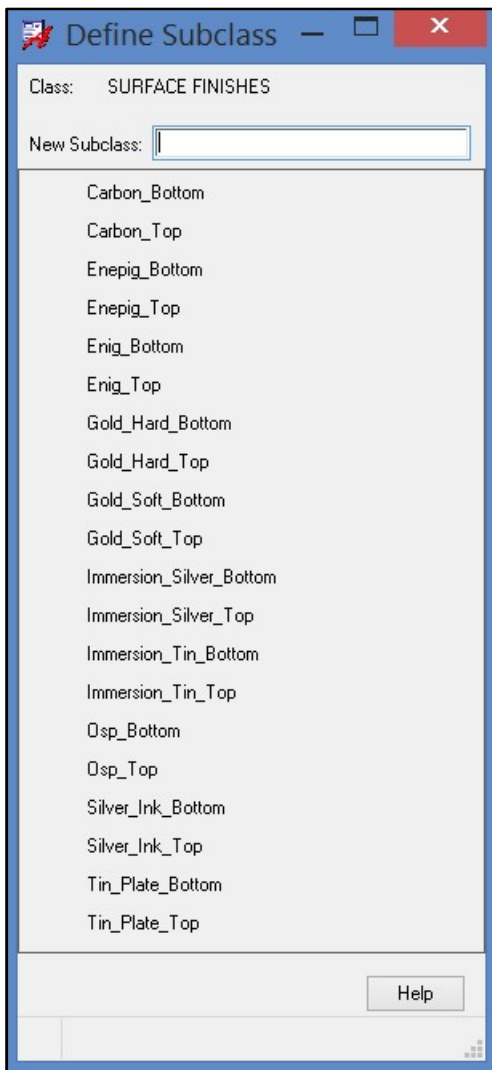 Define Subclass
Class: SURFACE FINISHES
New Subclass:
Carbon_Bottom
Carbon_Top
Enepig_Bottom
Enepig_Top
Enig_Bottom
Enig_Top
Gold_Hard_Bottom
Gold_Hard_Top
Gold_Soft_Bottom
Gold_Soft_Top
Immersion_Silver_Bottom
Immersion_Silver_Top
Immersion_Tin_Bottom
Immersion_Tin_Top
Osp_Bottom
Osp_Top
Silver_Ink_Bottom
Silver_Ink_Top
Tin_Plate_Bottom
Tin_Plate_Top
Help